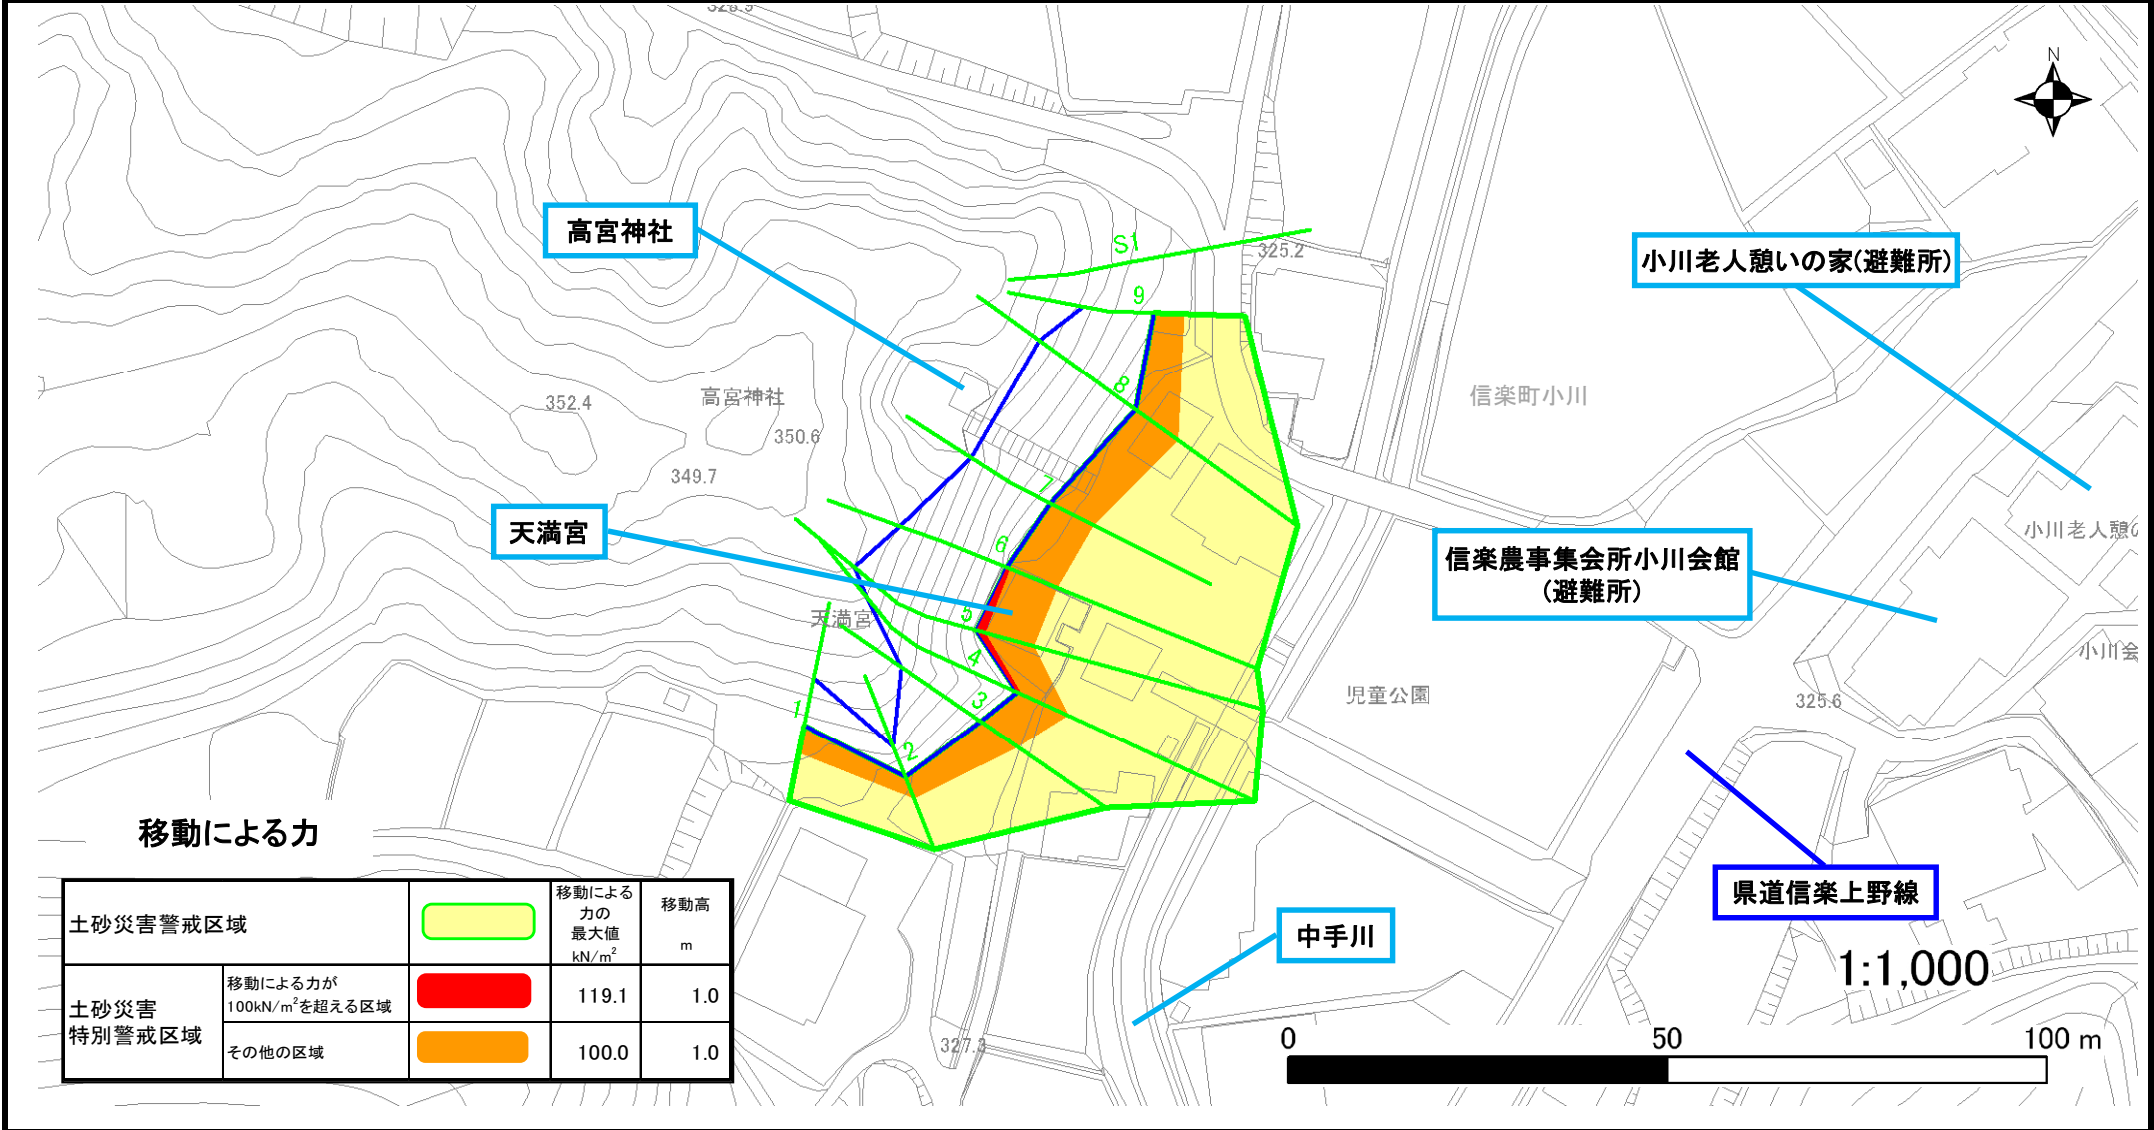 328.9
N
高宮神社
S1
325.2
小川老人憩いの家(避難所)
9
8
高宮神社
352.4
350.6
信楽町小川
349.7
7
天満宮
6
小川老人憩の
信楽農事集会所小川会館
(避難所)
5
天満宮
4
小川会
3
児童公園
325.6
1
2
移動による力
県道信楽上野線
中手川
土砂災害警戒区域
移動による
力の
最大値
kN/m²
移動高
m
土砂災害
特別警戒区域
移動による力が
100kN/m²を超える区域
119.1
1.0
その他の区域
100.0
1.0
327.3
1:1,000
0 50 100 m